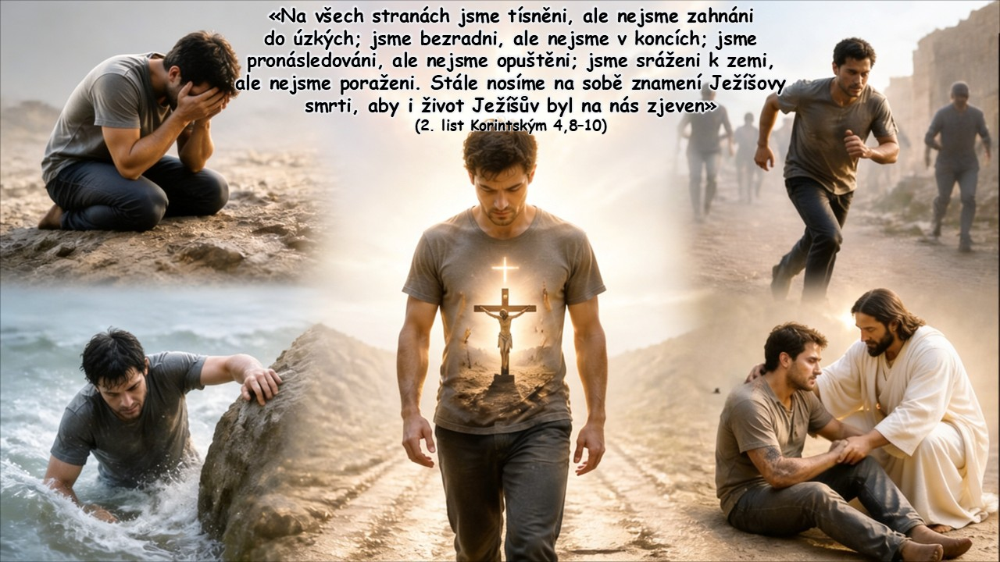 «Na všech stranách jsme tísněni, ale nejsme zahnáni
do úzkých; jsme bezradni, ale nejsme v koncích; jsme
pronásledováni, ale nejsme opuštěni; jsme sráženi k zemi,
ale nejsme poraženi. Stále nosíme na sobě znamení Ježíšovy
smrti, aby i život Ježíšův byl na nás zjeven»
(2. list Korintským 4,8–10)